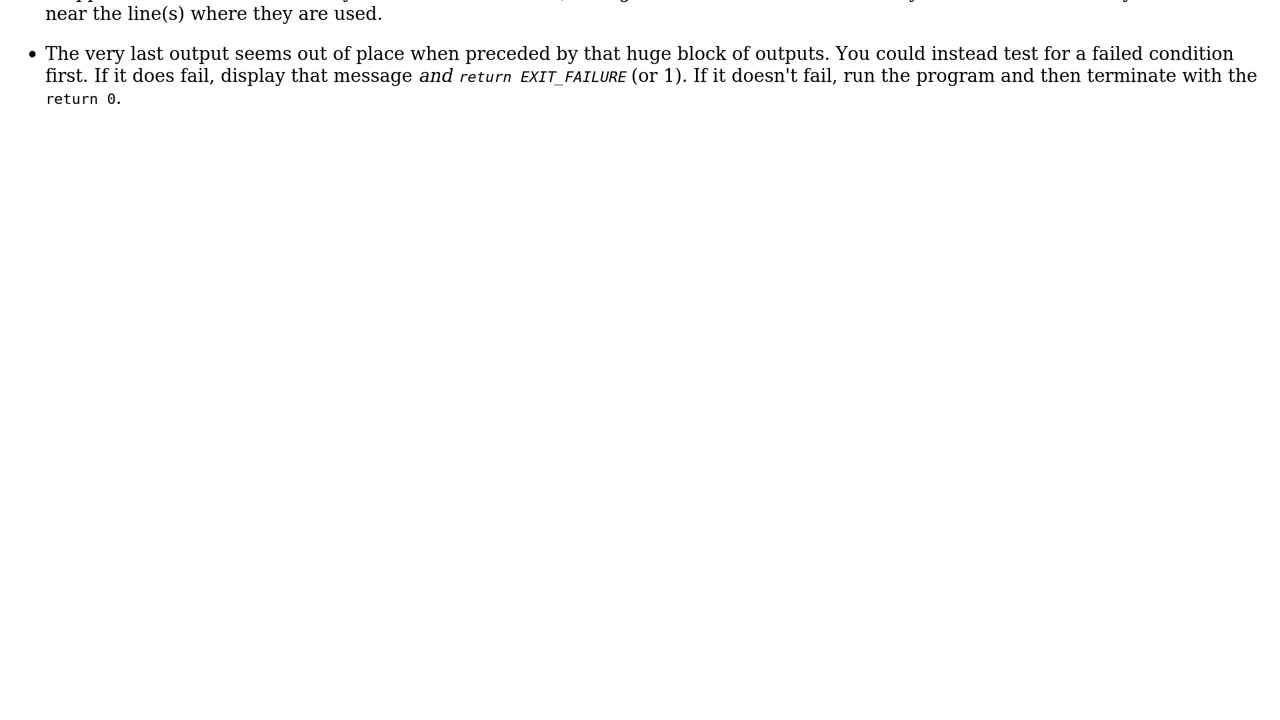 near the line(s) where they are used.
• The very last output seems out of place when preceded by that huge block of outputs. You could instead test for a failed condition
first. If it does fail, display that message and return EXIT_FAILURE (or 1). If it doesn't fail, run the program and then terminate with the
return 0.